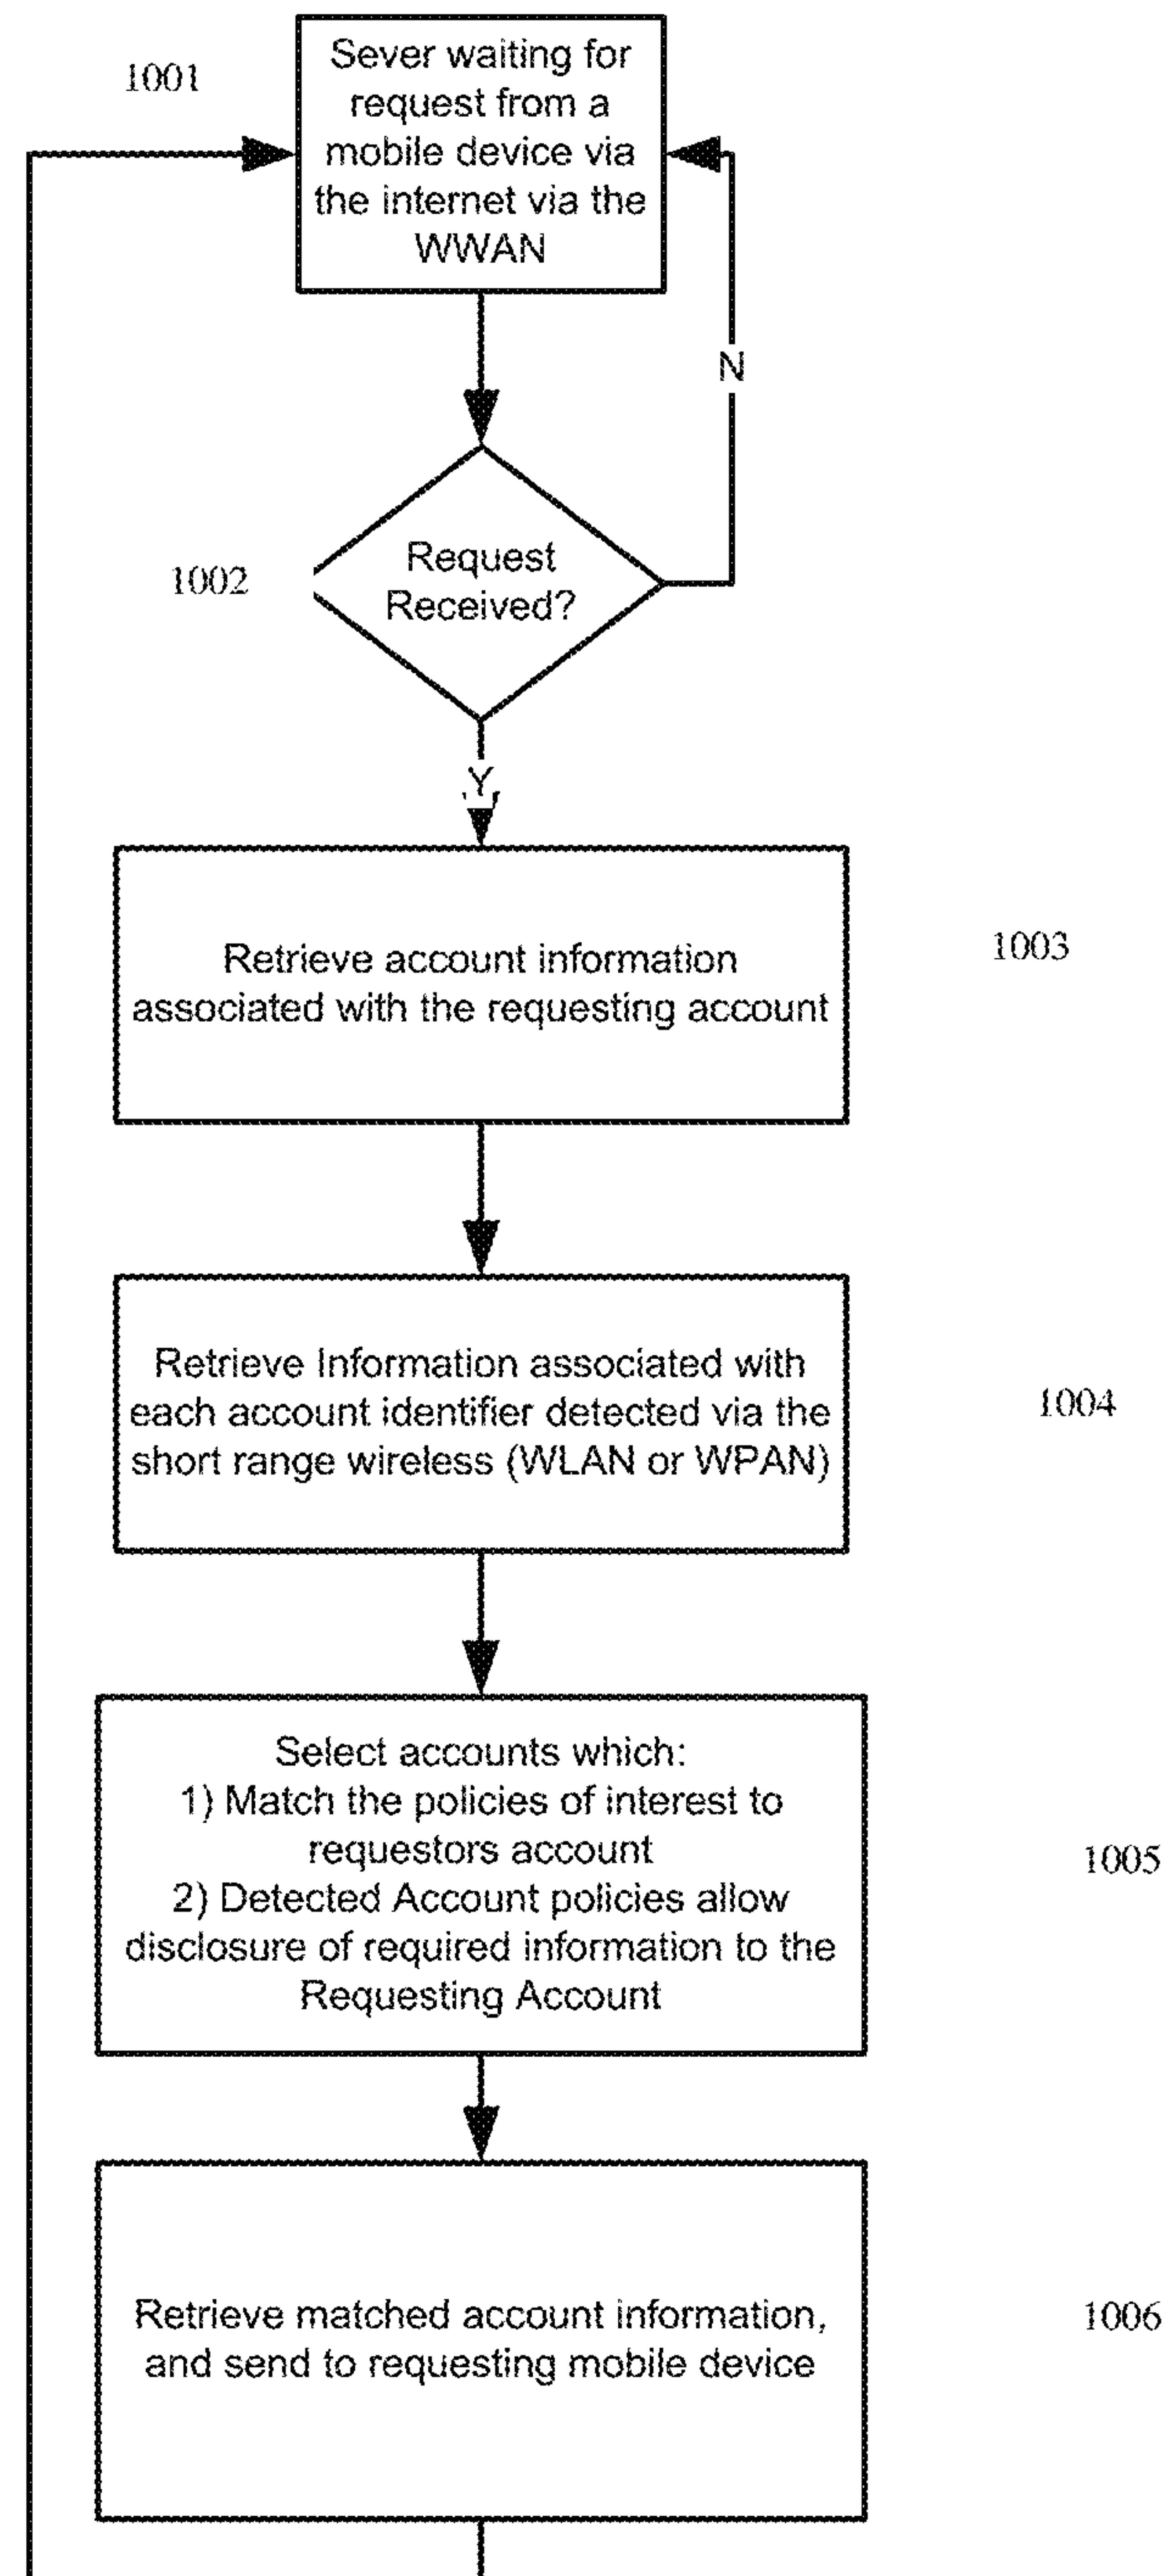 1001
Sever waiting for
request from a
mobile device via
the internet via the
WWAN
N
1002
Request
Received?
Y
Retrieve account information
associated with the requesting account
1003
Retrieve Information associated with
each account identifier detected via the
short range wireless (WLAN or WPAN)
1004
Select accounts which:
1) Match the policies of interest to
requestors account
2) Detected Account policies allow
disclosure of required information to the
Requesting Account
1005
Retrieve matched account information,
and send to requesting mobile device
1006